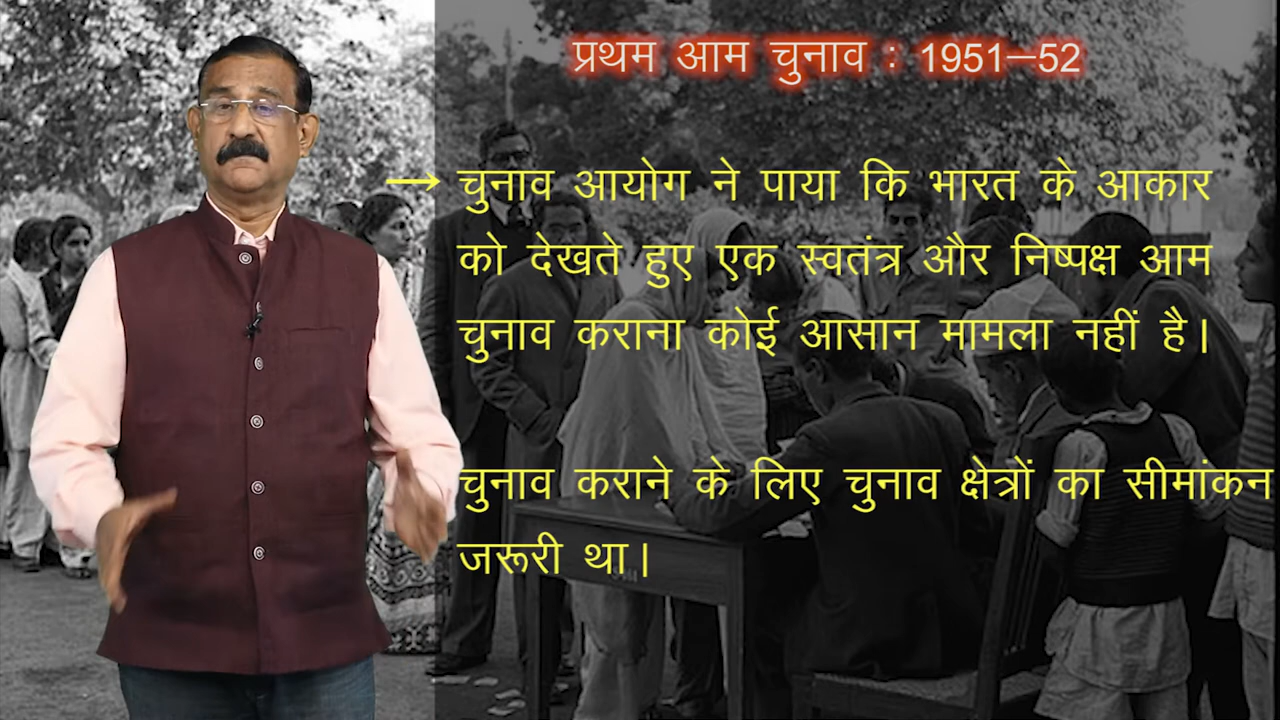 प्रथम आम चुनाव : 1951–52
→ चुनाव आयोग ने पाया कि भारत के आकार
को देखते हुए एक स्वतंत्र और निष्पक्ष आम
चुनाव कराना कोई आसान मामला नहीं है।
चुनाव कराने के लिए चुनाव क्षेत्रों का सीमांकन
जरूरी था।